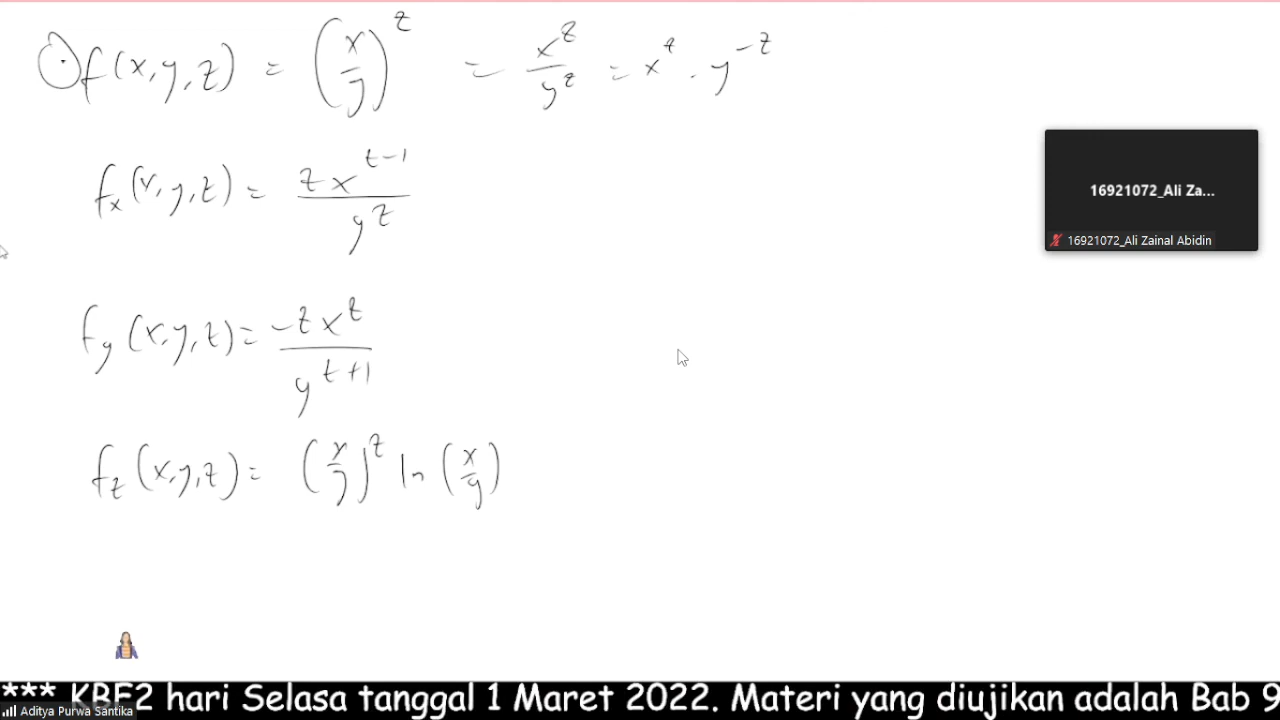 f(x,y,z) = (x/y)^z = x^z/y^z = x^z . y^-z
f_x(x,y,z) = z x^(z-1) / y^z
16921072_Ali Za...
16921072_Ali Zainal Abidin
f_y(x,y,z) = -z x^z / y^(z+1)
f_z(x,y,z) = (x/y)^z ln(x/y)
*** KBF2 hari Selasa tanggal 1 Maret 2022. Materi yang diujikan adalah Bab 9
Aditya Purwa Santika